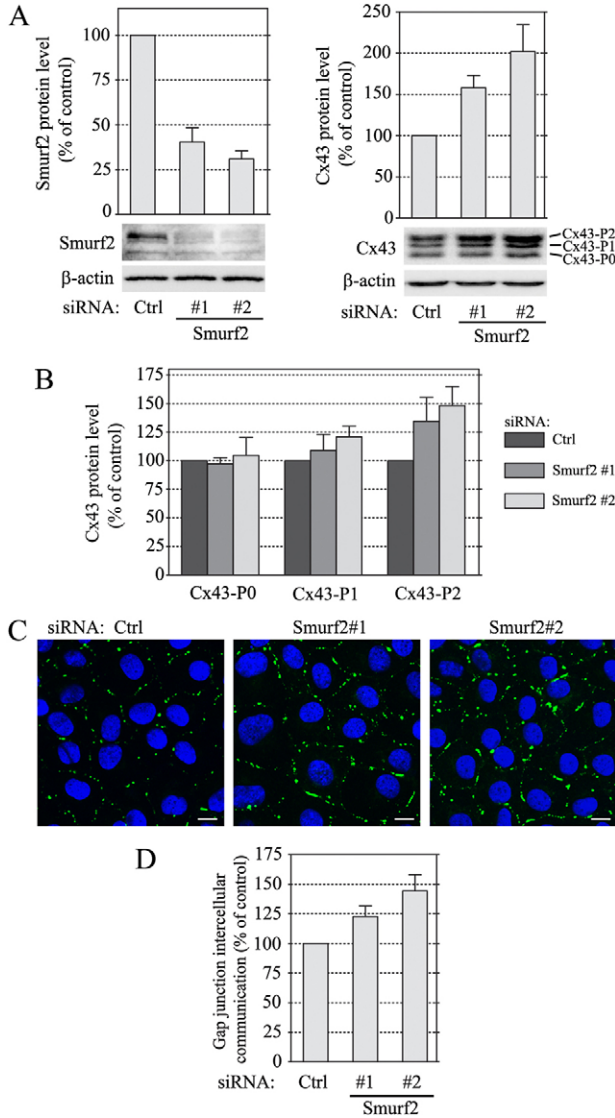 A
Smurf2 protein level
(% of control)
100
75
50
25
0
Smurf2
β-actin
siRNA: Ctrl #1 #2
Smurf2
Cx43 protein level
(% of control)
250
200
150
100
50
0
Cx43
Cx43-P2
Cx43-P1
Cx43-P0
β-actin
siRNA: Ctrl #1 #2
Smurf2
B
Cx43 protein level
(% of control)
175
150
125
100
75
50
25
0
Cx43-P0 Cx43-P1 Cx43-P2
siRNA:
Ctrl
Smurf2 #1
Smurf2 #2
C
siRNA: Ctrl Smurf2#1 Smurf2#2
D
Gap junction intercellular
communication (% of control)
175
150
125
100
75
50
25
0
siRNA: Ctrl #1 #2
Smurf2